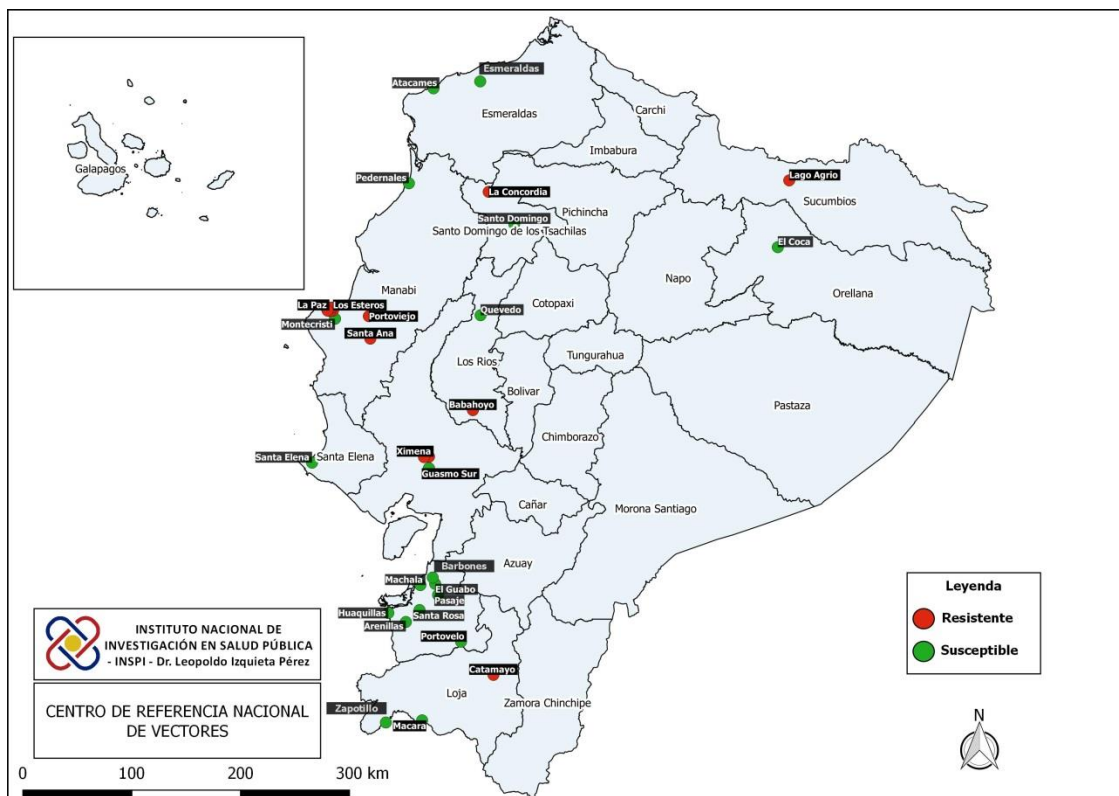 Esmeraldas
Atacames
Esmeraldas
Carchi
Imbabura
Galapagos
Pedernales
La Concordia
Lago Agrio
Sucumbios
Pichincha
Santo Domingo
Santo Domingo de los Tsachilas
El Coca
Napo
Orellana
Manabi
Cotopaxi
La Paz
Los Esteros
Quevedo
Portoviejo
Montecristi
Santa Ana
Los Rios
Tungurahua
Bolivar
Pastaza
Babahoyo
Chimborazo
Ximena
Santa Elena
Santa Elena
Guasmo Sur
Cañar
Morona Santiago
Azuay
Barbones
Machala
El Guabo
Pasaje
Huaquillas
Santa Rosa
Arenillas
Portovelo
Catamayo
Loja
Zamora Chinchipe
Zapotillo
Macara
Leyenda
Resistente
Susceptible
INSTITUTO NACIONAL DE
INVESTIGACIÓN EN SALUD PÚBLICA
- INSPI - Dr. Leopoldo Izquieta Pérez
CENTRO DE REFERENCIA NACIONAL
DE VECTORES
N
0 100 200 300 km